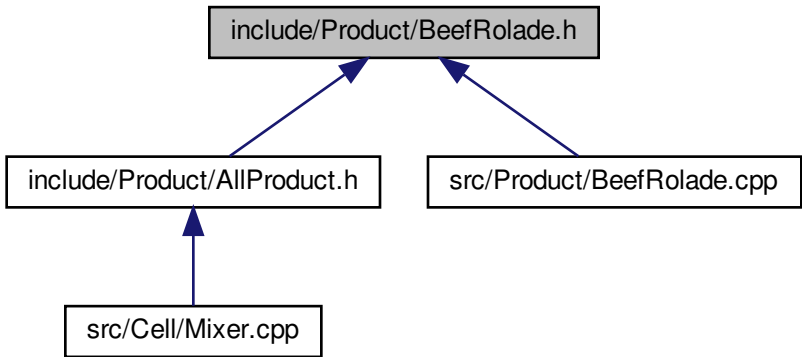 include/Product/BeefRolade.h
include/Product/AllProduct.h
src/Product/BeefRolade.cpp
src/Cell/Mixer.cpp